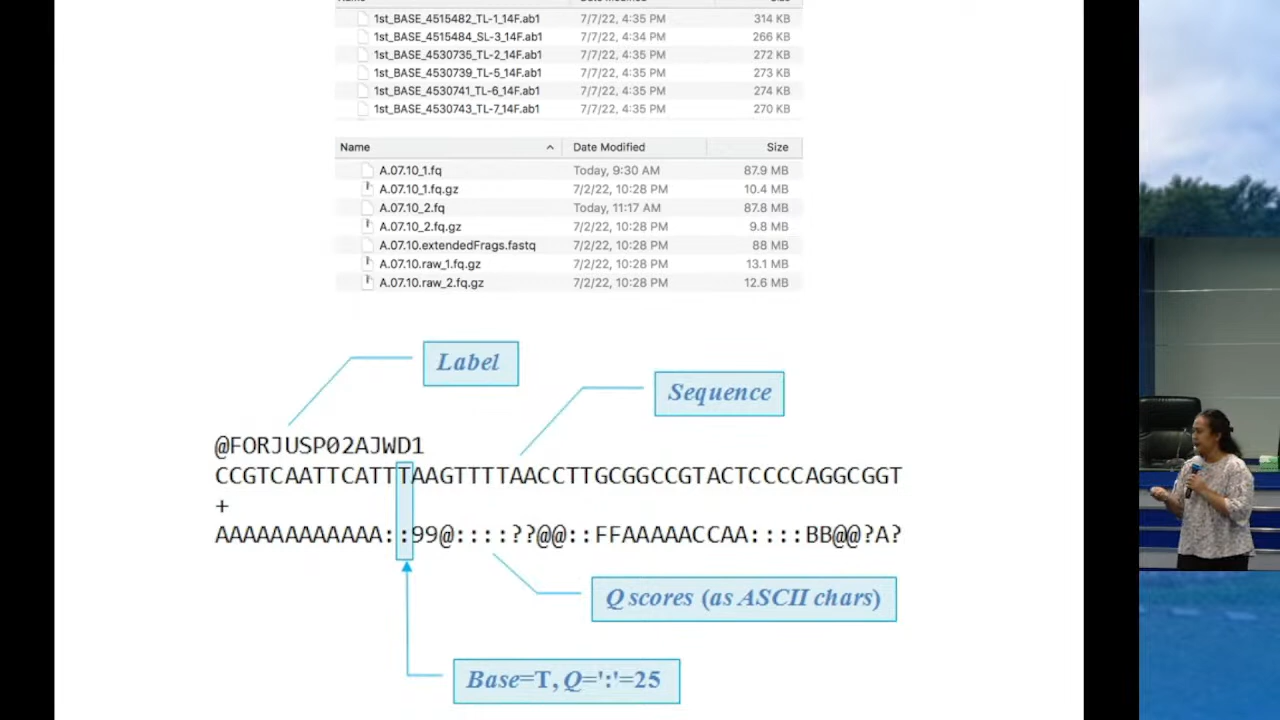 1st_BASE_4515482_TL-1_14F.ab1 7/7/22, 4:35 PM 314 KB
1st_BASE_4515484_SL-3_14F.ab1 7/7/22, 4:34 PM 266 KB
1st_BASE_4530735_TL-2_14F.ab1 7/7/22, 4:35 PM 272 KB
1st_BASE_4530739_TL-5_14F.ab1 7/7/22, 4:35 PM 273 KB
1st_BASE_4530741_TL-6_14F.ab1 7/7/22, 4:35 PM 274 KB
1st_BASE_4530743_TL-7_14F.ab1 7/7/22, 4:35 PM 270 KB
Name Date Modified Size
A.07.10_1.fq Today, 9:30 AM 87.9 MB
A.07.10_1.fq.gz 7/2/22, 10:28 PM 10.4 MB
A.07.10_2.fq Today, 11:17 AM 87.8 MB
A.07.10_2.fq.gz 7/2/22, 10:28 PM 9.8 MB
A.07.10.extendedFrags.fastq 7/2/22, 10:28 PM 88 MB
A.07.10.raw_1.fq.gz 7/2/22, 10:28 PM 13.1 MB
A.07.10.raw_2.fq.gz 7/2/22, 10:28 PM 12.6 MB
Label
Sequence
@FORJUSP02AJWD1
CCGTCAATTCATTTAAGTTTTAACCTTGCGGCCGTACTCCCCAGGCGGT
+
AAAAAAAAAAAA::99@::::??@@::FFAAAAACCAA::::BB@@?A?
Q scores (as ASCII chars)
Base=T, Q=':'=25